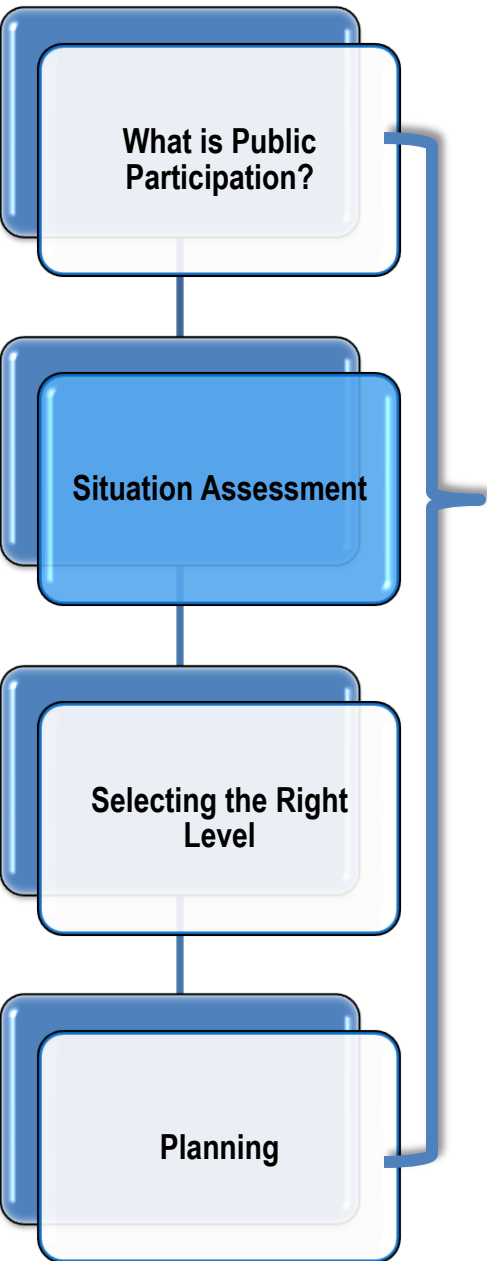 What is Public
Participation?
Situation Assessment
Selecting the Right
Level
Planning